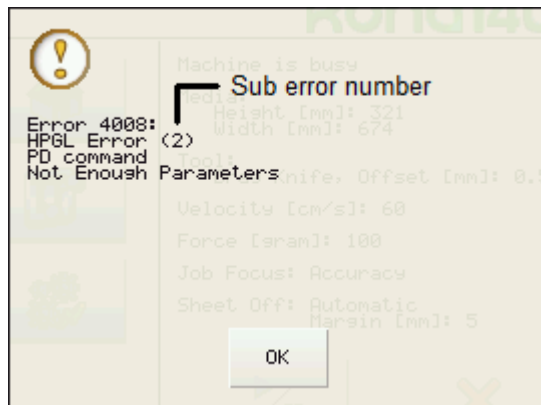 Machine is busy
Sub error number
Media:
Height [mm]: 321
Width [mm]: 674
Error 4008:
HPGL Error (2)
PD command
Not Enough Parameters
Tool:
Knife, Offset [mm]: 0.5
Velocity [cm/s]: 60
Force [gram]: 100
Job Focus: Accuracy
Sheet Off: Automatic
Margin [mm]: 5
OK